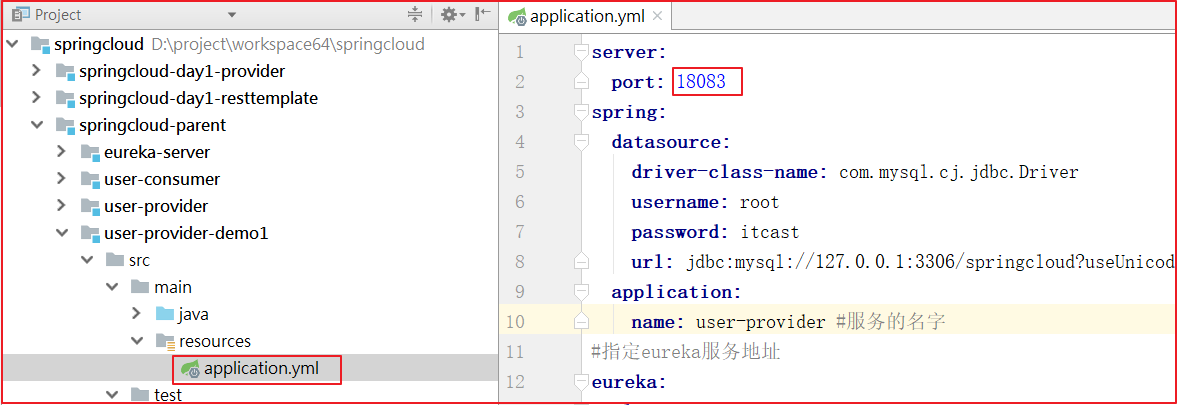 Project
springcloud D:\project\workspace64\springcloud
springcloud-day1-provider
springcloud-day1-resttemplate
springcloud-parent
eureka-server
user-consumer
user-provider
user-provider-demo1
src
main
java
resources
application.yml
test
application.yml
1 server:
2 port: 18083
3 spring:
4 datasource:
5 driver-class-name: com.mysql.cj.jdbc.Driver
6 username: root
7 password: itcast
8 url: jdbc:mysql://127.0.0.1:3306/springcloud?useUnicod
9 application:
10 name: user-provider #服务的名字
11 #指定eureka服务地址
12 eureka: